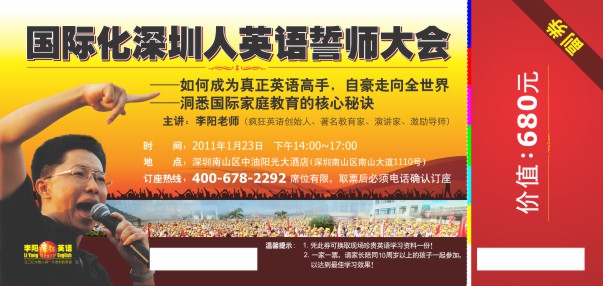 国际化深圳人英语誓师大会
——如何成为真正英语高手，自豪走向全世界
——洞悉国际家庭教育的核心秘诀
主讲：李阳老师（疯狂英语创始人、著名教育家、演讲家、激励导师）
时　间：2011年1月23日　下午14:00~17:00
地　点：深圳南山区中油阳光大酒店(深圳南山区南山大道1110号)
订座热线：400-678-2292 席位有限，取票后必须电话确认订座
李阳 英语
Li Yang English
温馨提示：1. 凭此券可换取现场珍贵英语学习资料一份！
2. 一家一票，请家长陪同10周岁以上的孩子一起参加，
以达到最佳学习效果！
副 券
价值：680元